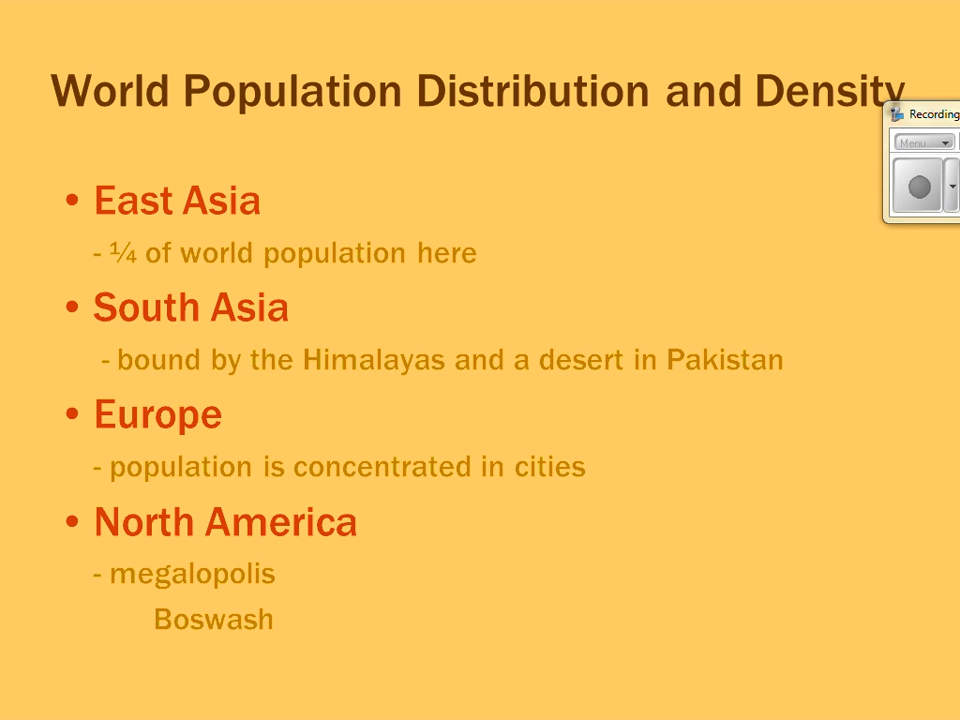 World Population Distribution and Density
Recording
Menu
• East Asia
- ¼ of world population here
• South Asia
- bound by the Himalayas and a desert in Pakistan
• Europe
- population is concentrated in cities
• North America
- megalopolis
Boswash